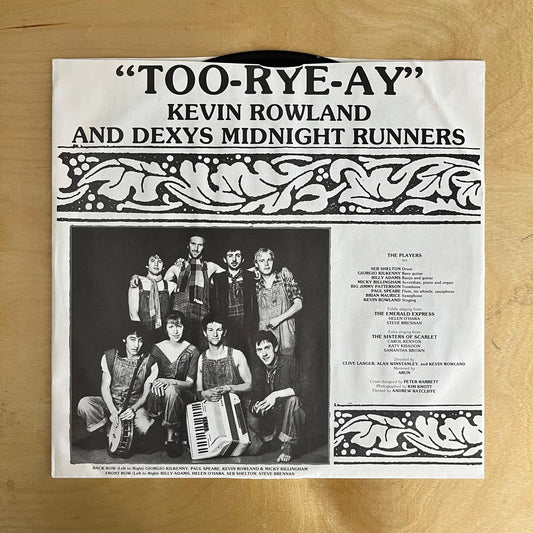 “TOO-RYE-AY”
KEVIN ROWLAND
AND DEXYS MIDNIGHT RUNNERS
THE PLAYERS
are
SEB SHELTON Drum
GIORGIO KILKENNY Bass guitar
BILLY ADAMS Banjo and guitar
MICKY BILLINGHAM Accordian, piano and organ
BIG JIMMY PATTERSON Trombone
PAUL SPEARE Flute, tin whistle, saxophone
BRIAN MAURICE Saxophone
KEVIN ROWLAND Singing
Fiddle playing from
THE EMERALD EXPRESS
HELEN O'HARA
STEVE BRENNAN
Extra singing from
THE SISTERS OF SCARLET
CAROL KENYON
KATY KISSOON
SAMANTHA BROWN
Directed by
CLIVE LANGER, ALAN WINSTANLEY, and KEVIN ROWLAND
Mastered by
ARUN
Cover designed by PETER BARRETT
Photographed by KIM KNOTT
Painted by ANDREW RATCLIFFE
BACK ROW (Left to Right) GIORGIO KILKENNY, PAUL SPEARE, KEVIN ROWLAND & MICKY BILLINGHAM
FRONT ROW (Left to Right) BILLY ADAMS, HELEN O'HARA, SEB SHELTON, STEVE BRENNAN